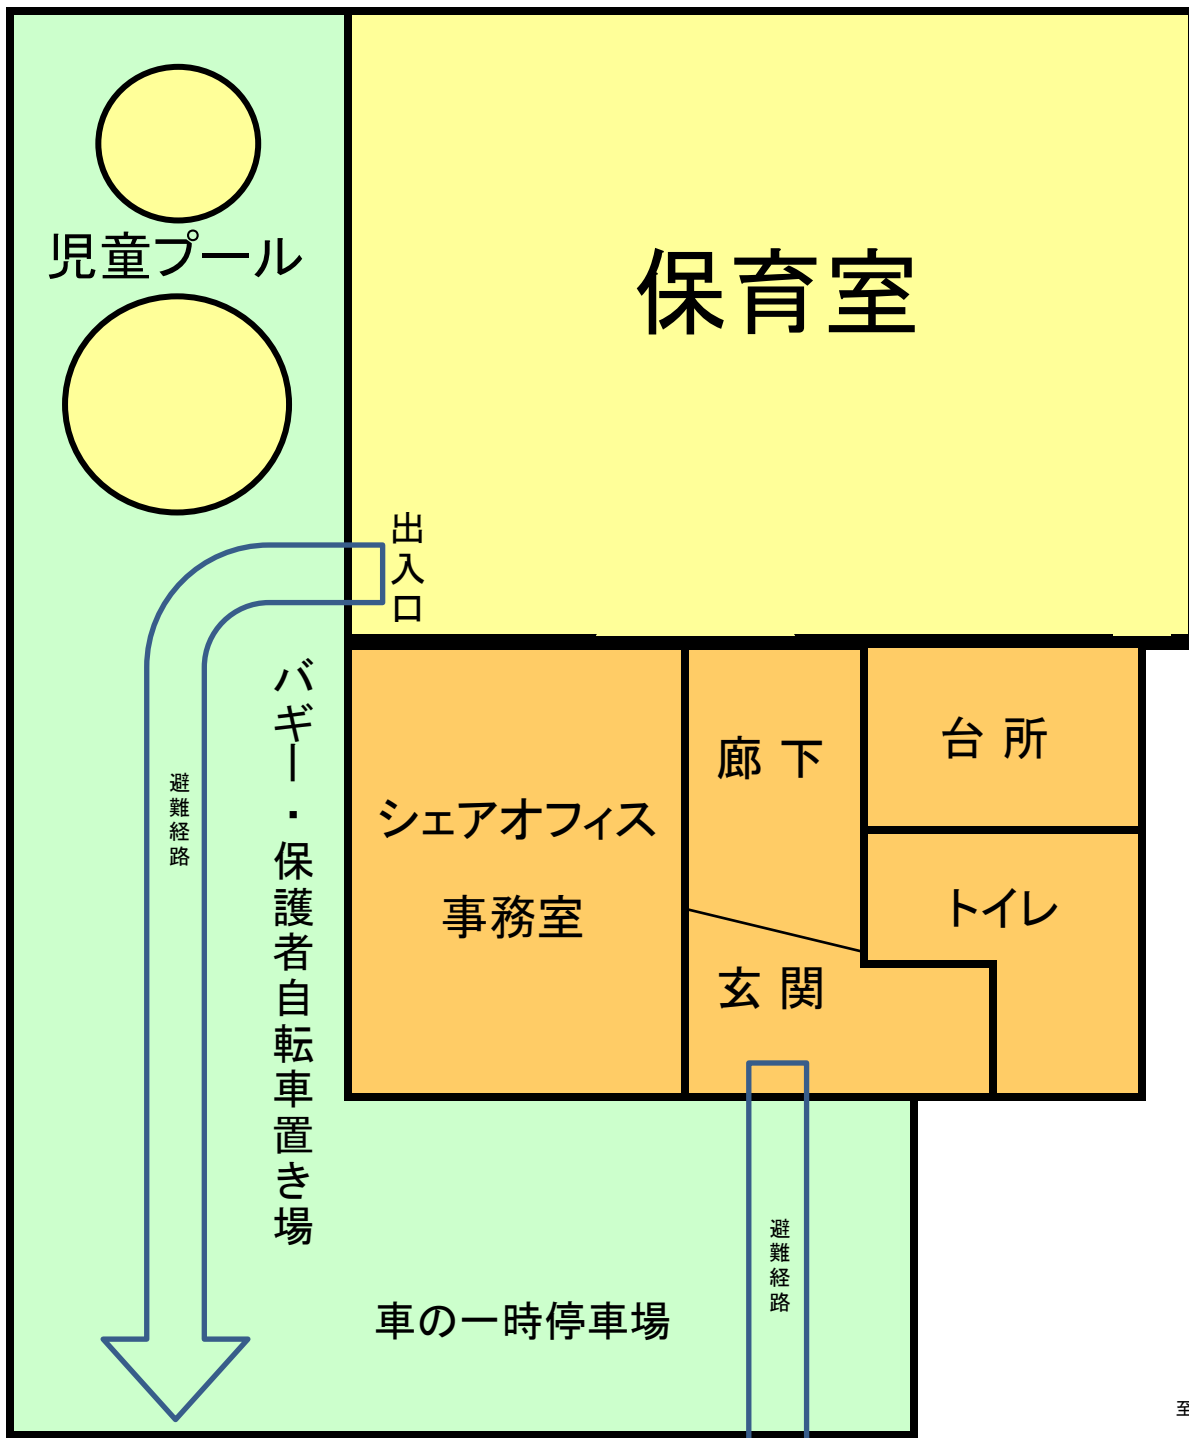 児童プール
保育室
出入口
バギー・保護者自転車置き場
避難経路
シェアオフィス
事務室
廊下
台所
トイレ
玄関
避難経路
車の一時停車場
至